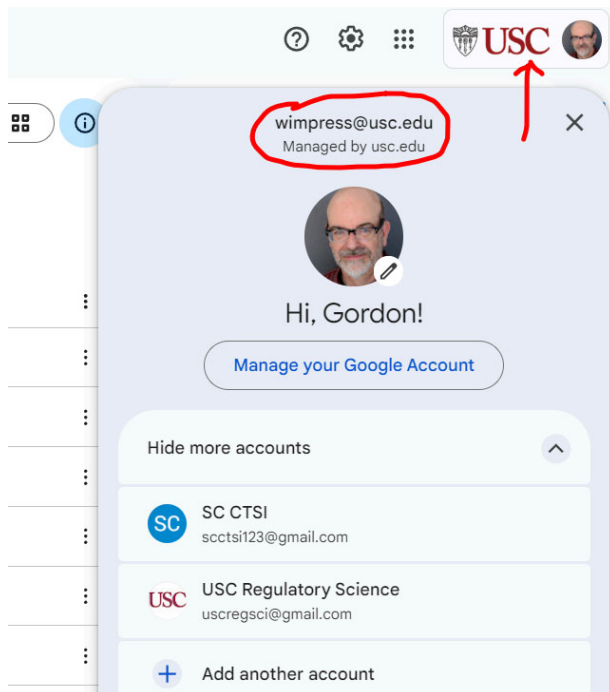 USC
wimpress@usc.edu
Managed by usc.edu
Hi, Gordon!
Manage your Google Account
Hide more accounts
SC
SC CTSI
scctsi123@gmail.com
USC
USC Regulatory Science
uscregsci@gmail.com
+ Add another account